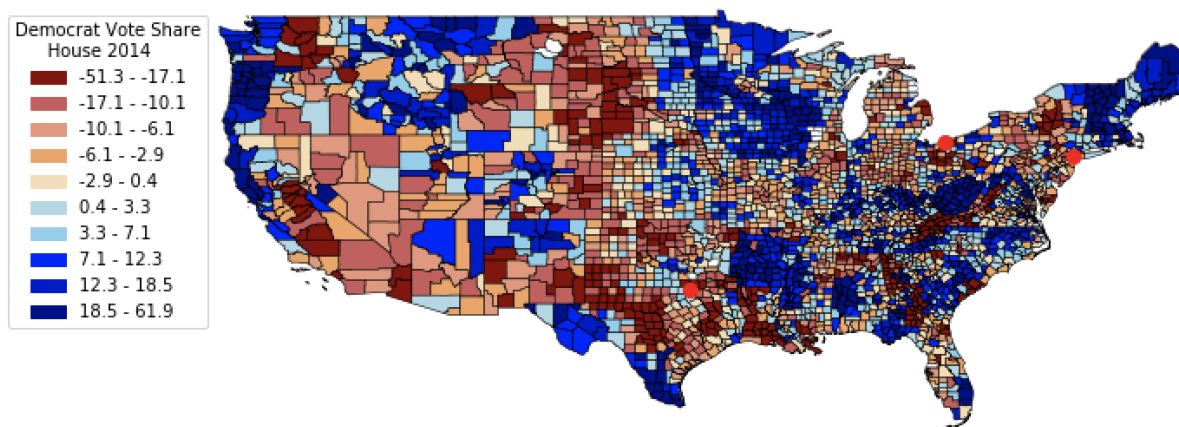 Democrat Vote Share
House 2014
-51.3 - -17.1
-17.1 - -10.1
-10.1 - -6.1
-6.1 - -2.9
-2.9 - 0.4
0.4 - 3.3
3.3 - 7.1
7.1 - 12.3
12.3 - 18.5
18.5 - 61.9